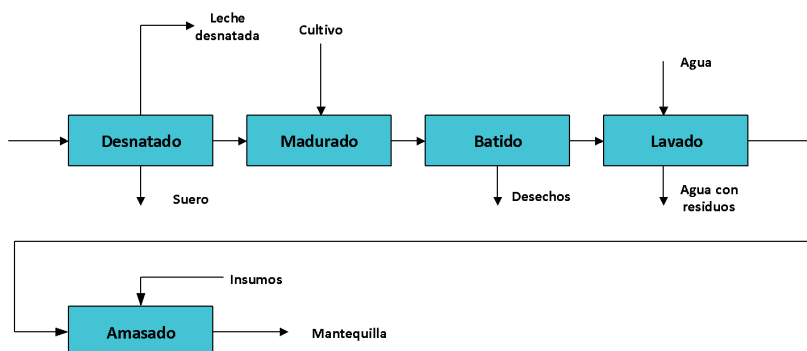 Leche
desnatada
Cultivo
Agua
Desnatado
Madurado
Batido
Lavado
Suero
Desechos
Agua con
residuos
Insumos
Amasado
Mantequilla